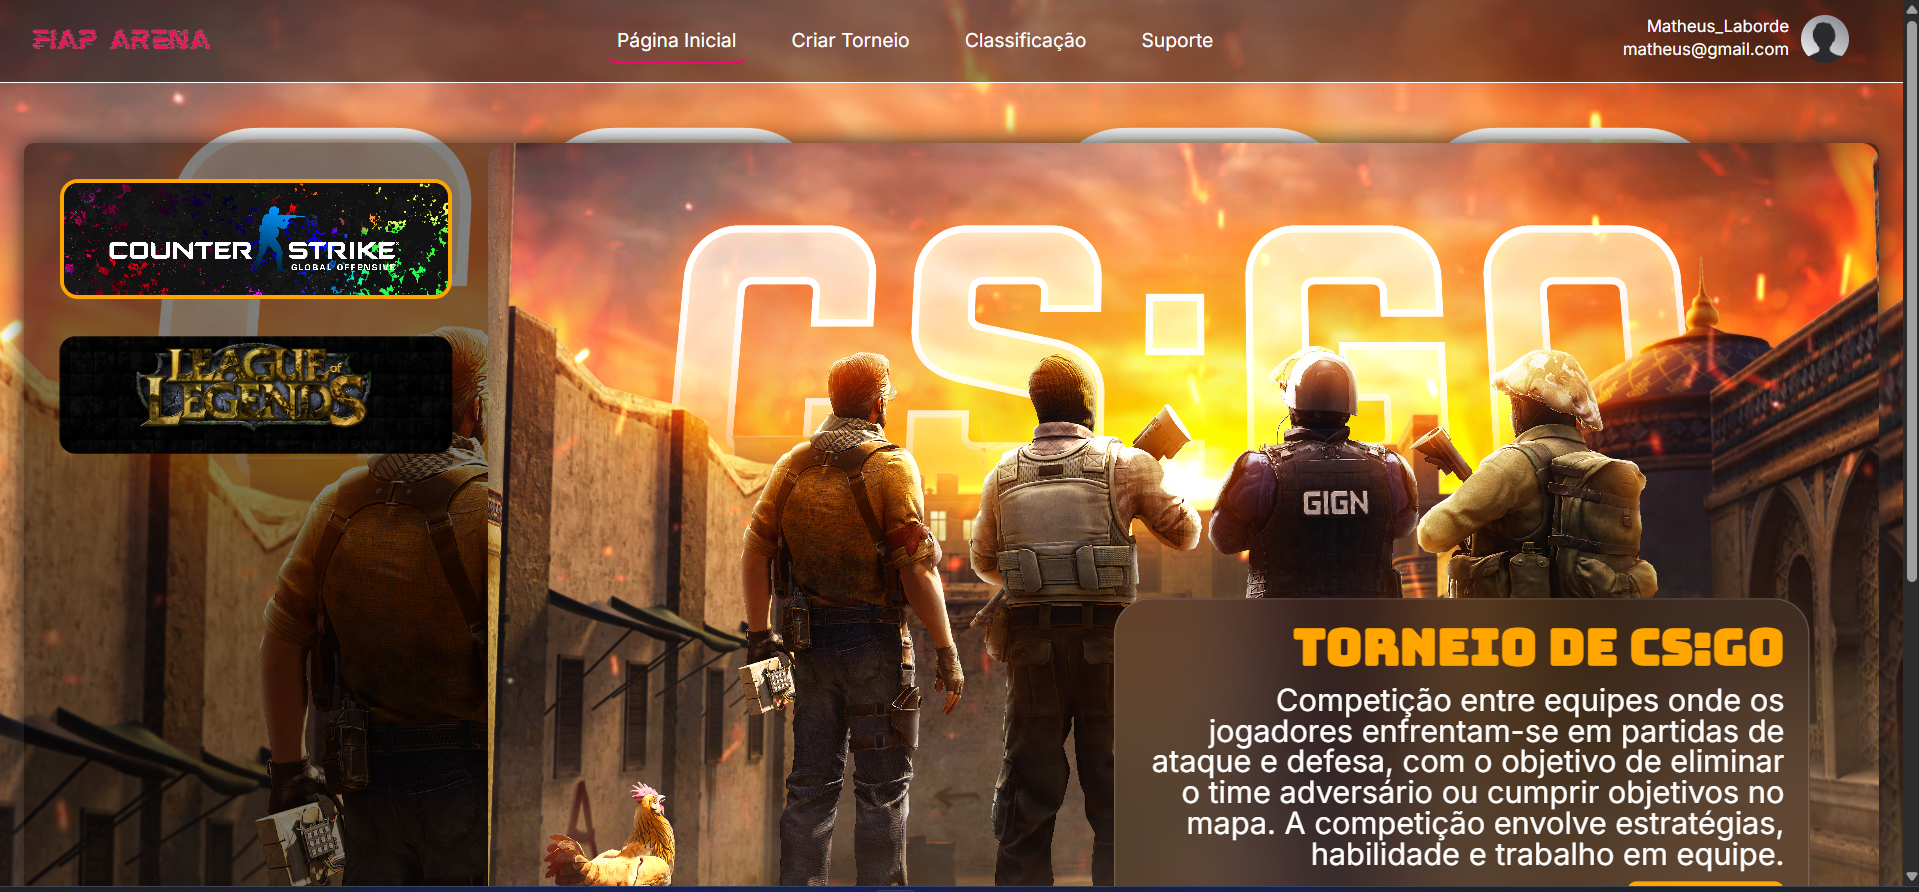 FIAP ARENA
Página Inicial
Criar Torneio
Classificação
Suporte
Matheus_Laborde
matheus@gmail.com
COUNTER STRIKE
GLOBAL OFFENSIVE
LEAGUE of
LEGENDS
CS:GO
GIGN
TORNEIO DE CS:GO
Competição entre equipes onde os
jogadores enfrentam-se em partidas de
ataque e defesa, com o objetivo de eliminar
o time adversário ou cumprir objetivos no
mapa. A competição envolve estratégias,
habilidade e trabalho em equipe.